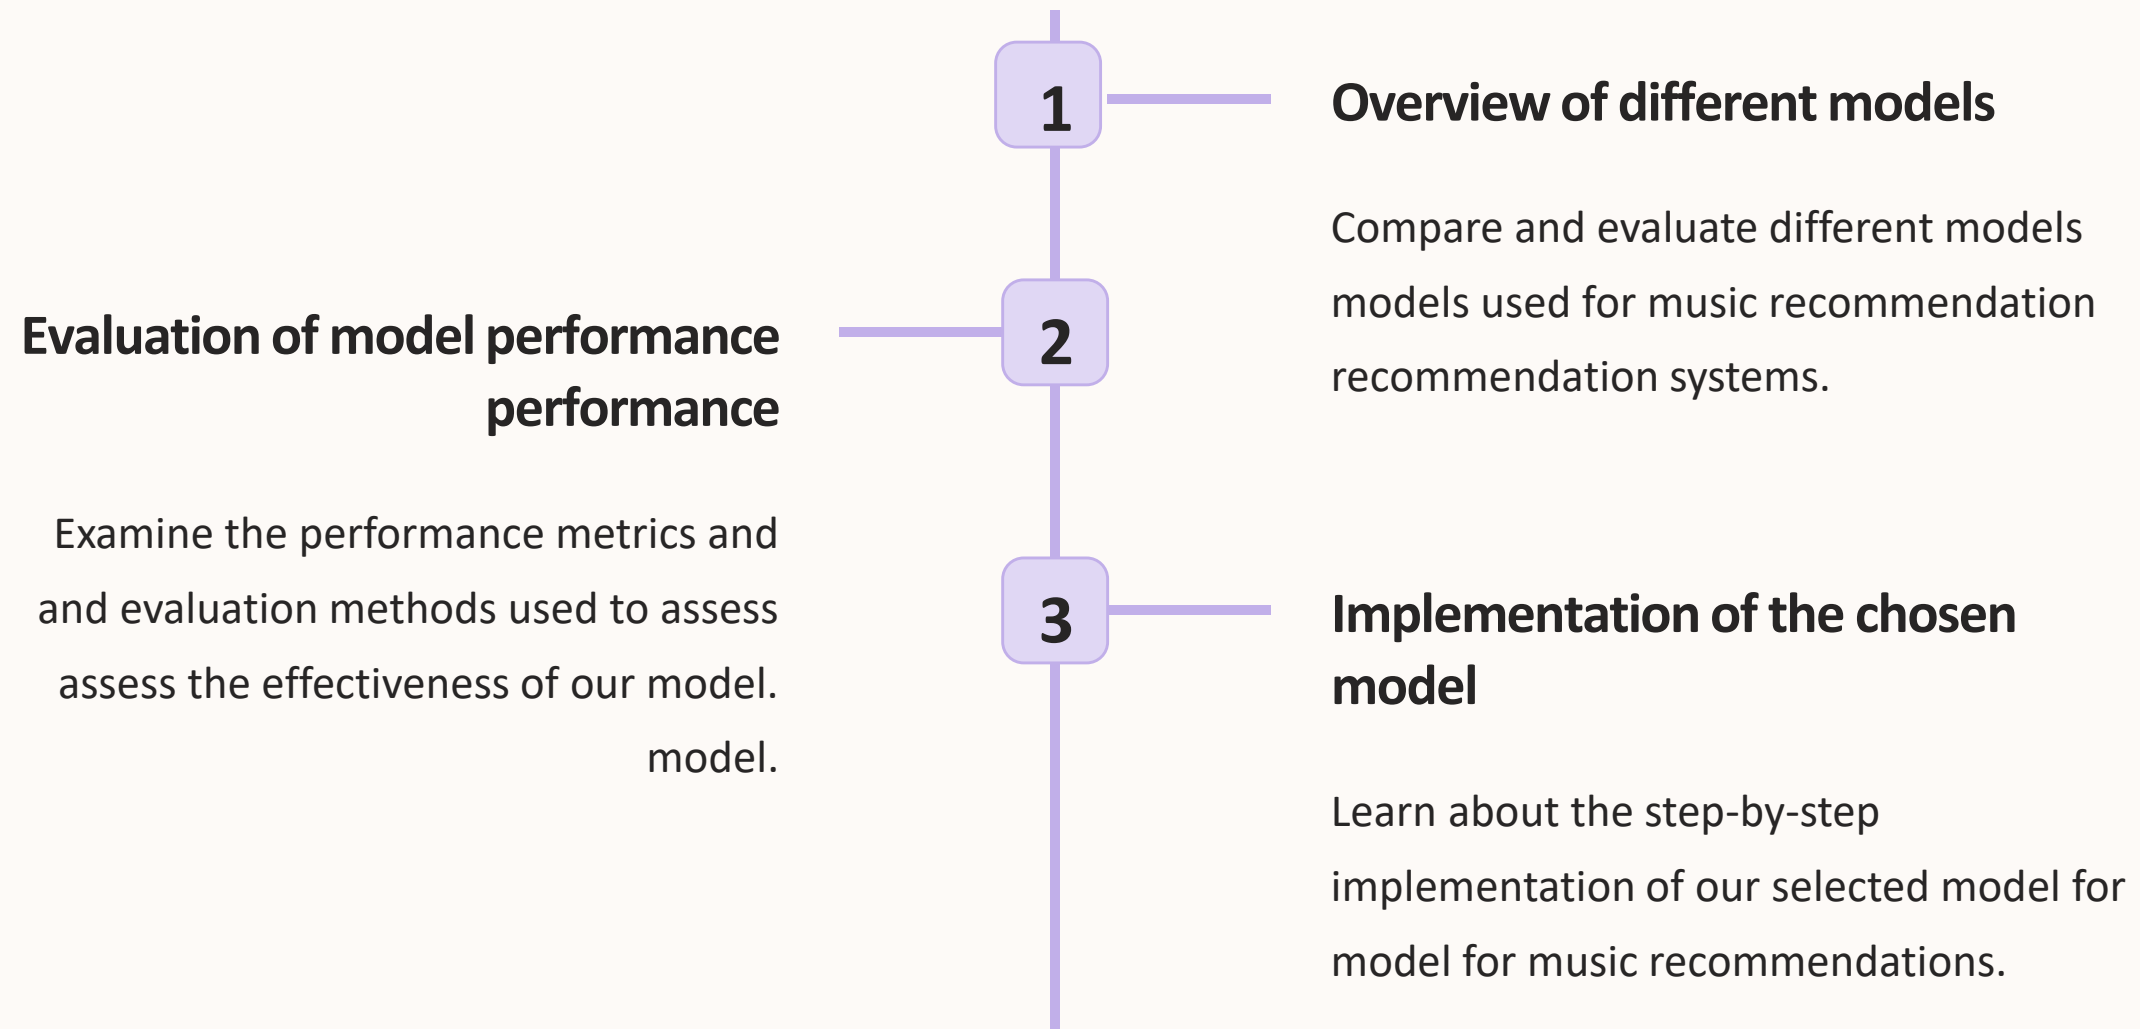 1
Overview of different models
Compare and evaluate different models
models used for music recommendation
recommendation systems.
2
Evaluation of model performance
performance
Examine the performance metrics and
and evaluation methods used to assess
assess the effectiveness of our model.
model.
3
Implementation of the chosen
model
Learn about the step-by-step
implementation of our selected model for
model for music recommendations.